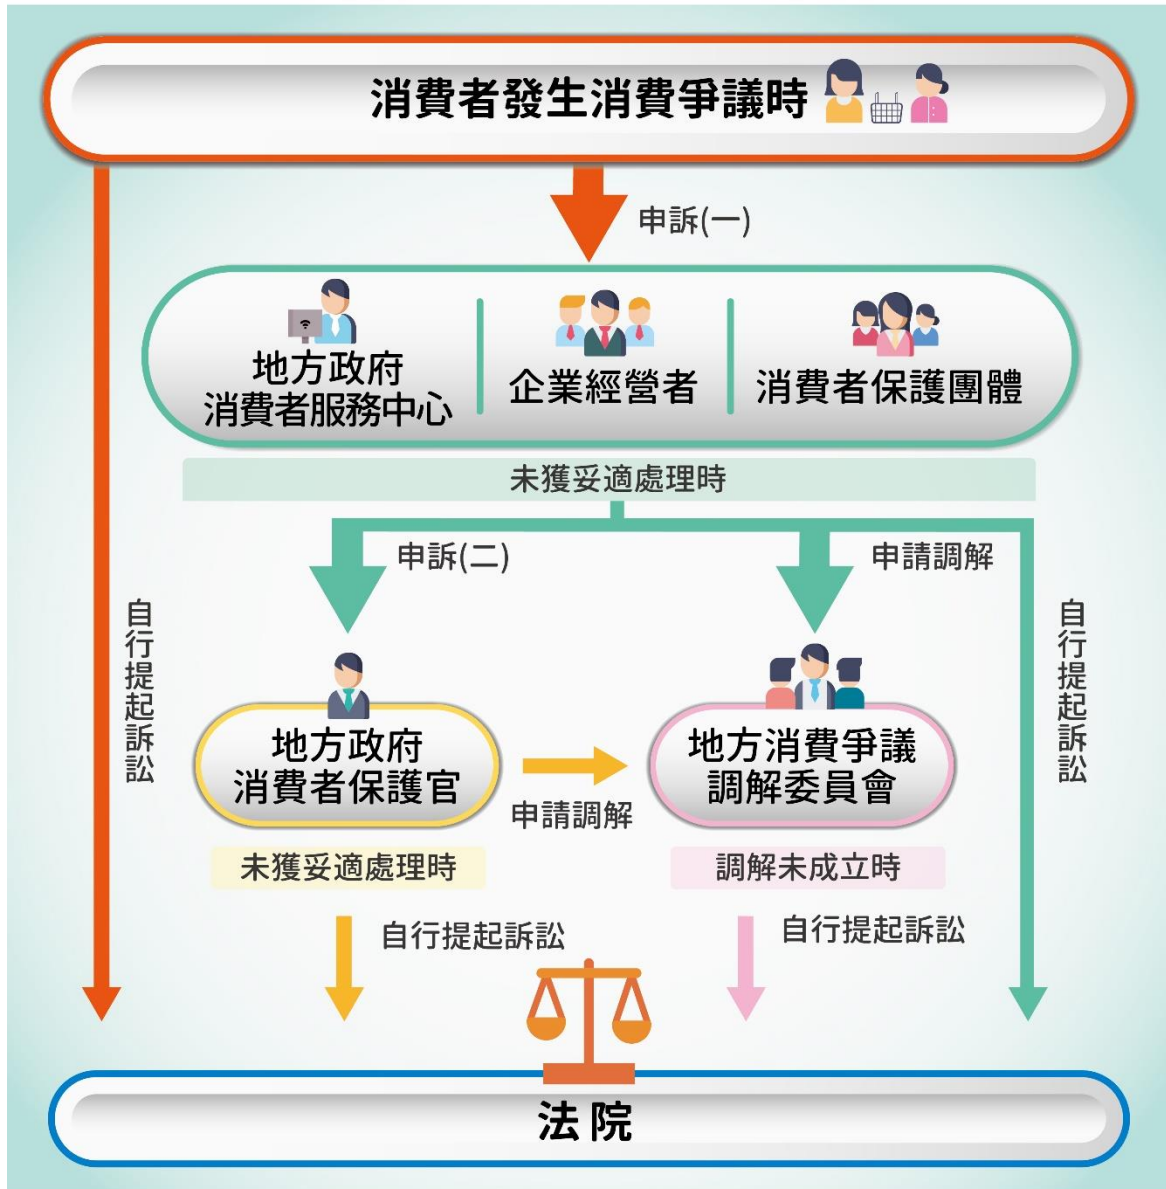 消費者發生消費爭議時
申訴(一)
地方政府
消費者服務中心
企業經營者
消費者保護團體
未獲妥適處理時
申訴(二)
申請調解
自行提起訴訟
自行提起訴訟
地方政府
消費者保護官
申請調解
地方消費爭議
調解委員會
未獲妥適處理時
調解未成立時
自行提起訴訟
自行提起訴訟
法院